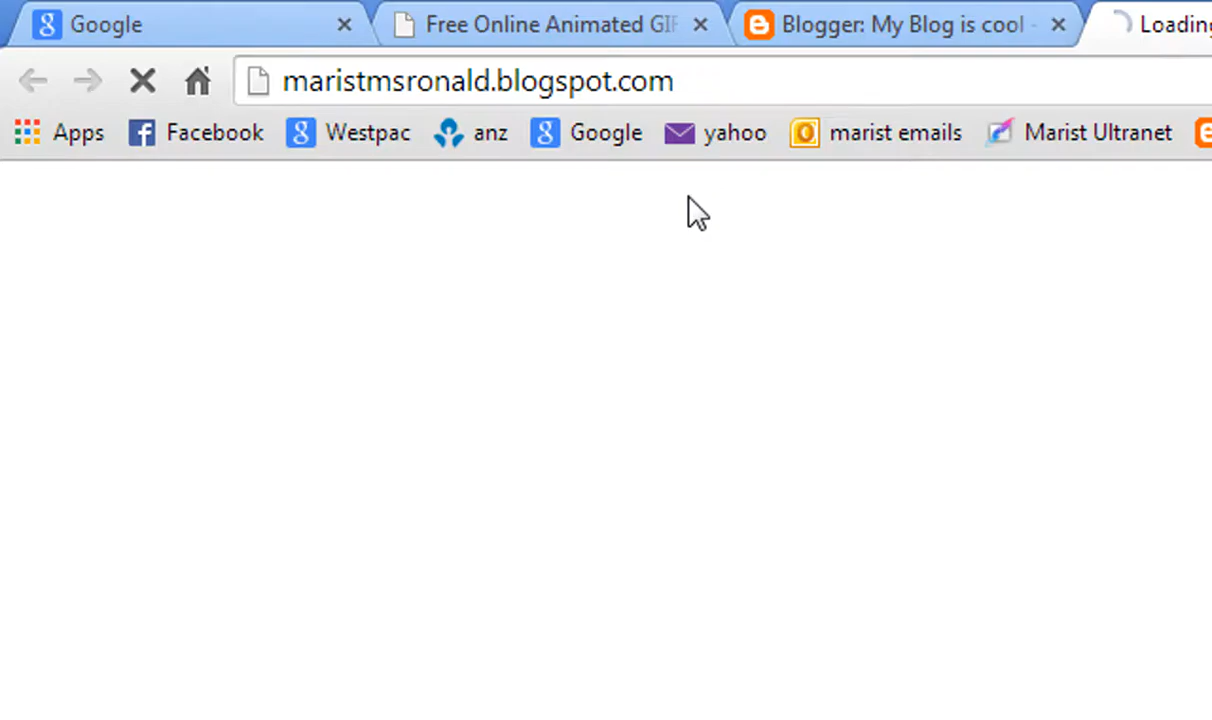 Google Free Online Animated GIF Blogger: My Blog is cool - Loading
maristmsronald.blogspot.com
Apps Facebook Westpac anz Google yahoo marist emails Marist Ultranet